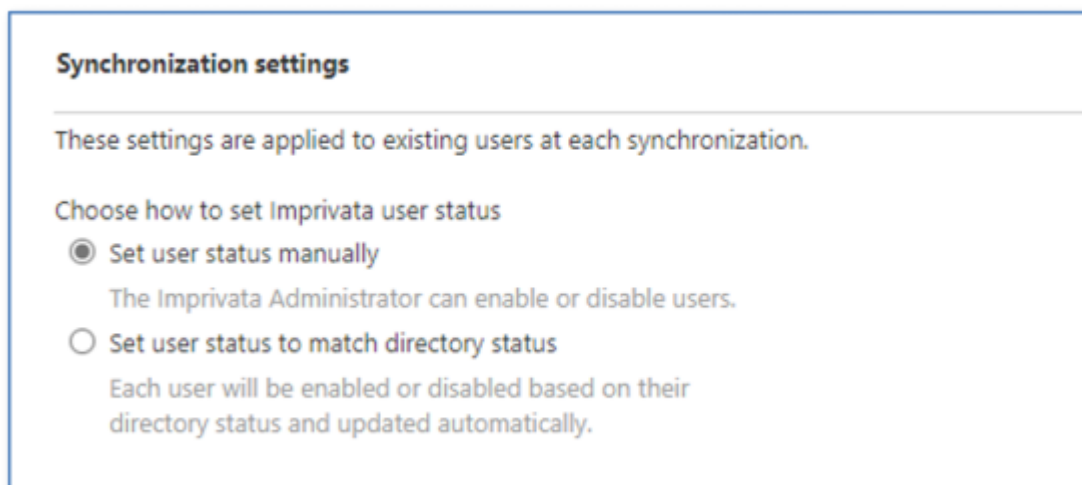 Synchronization settings
These settings are applied to existing users at each synchronization.
Choose how to set Imprivata user status
Set user status manually
The Imprivata Administrator can enable or disable users.
Set user status to match directory status
Each user will be enabled or disabled based on their
directory status and updated automatically.